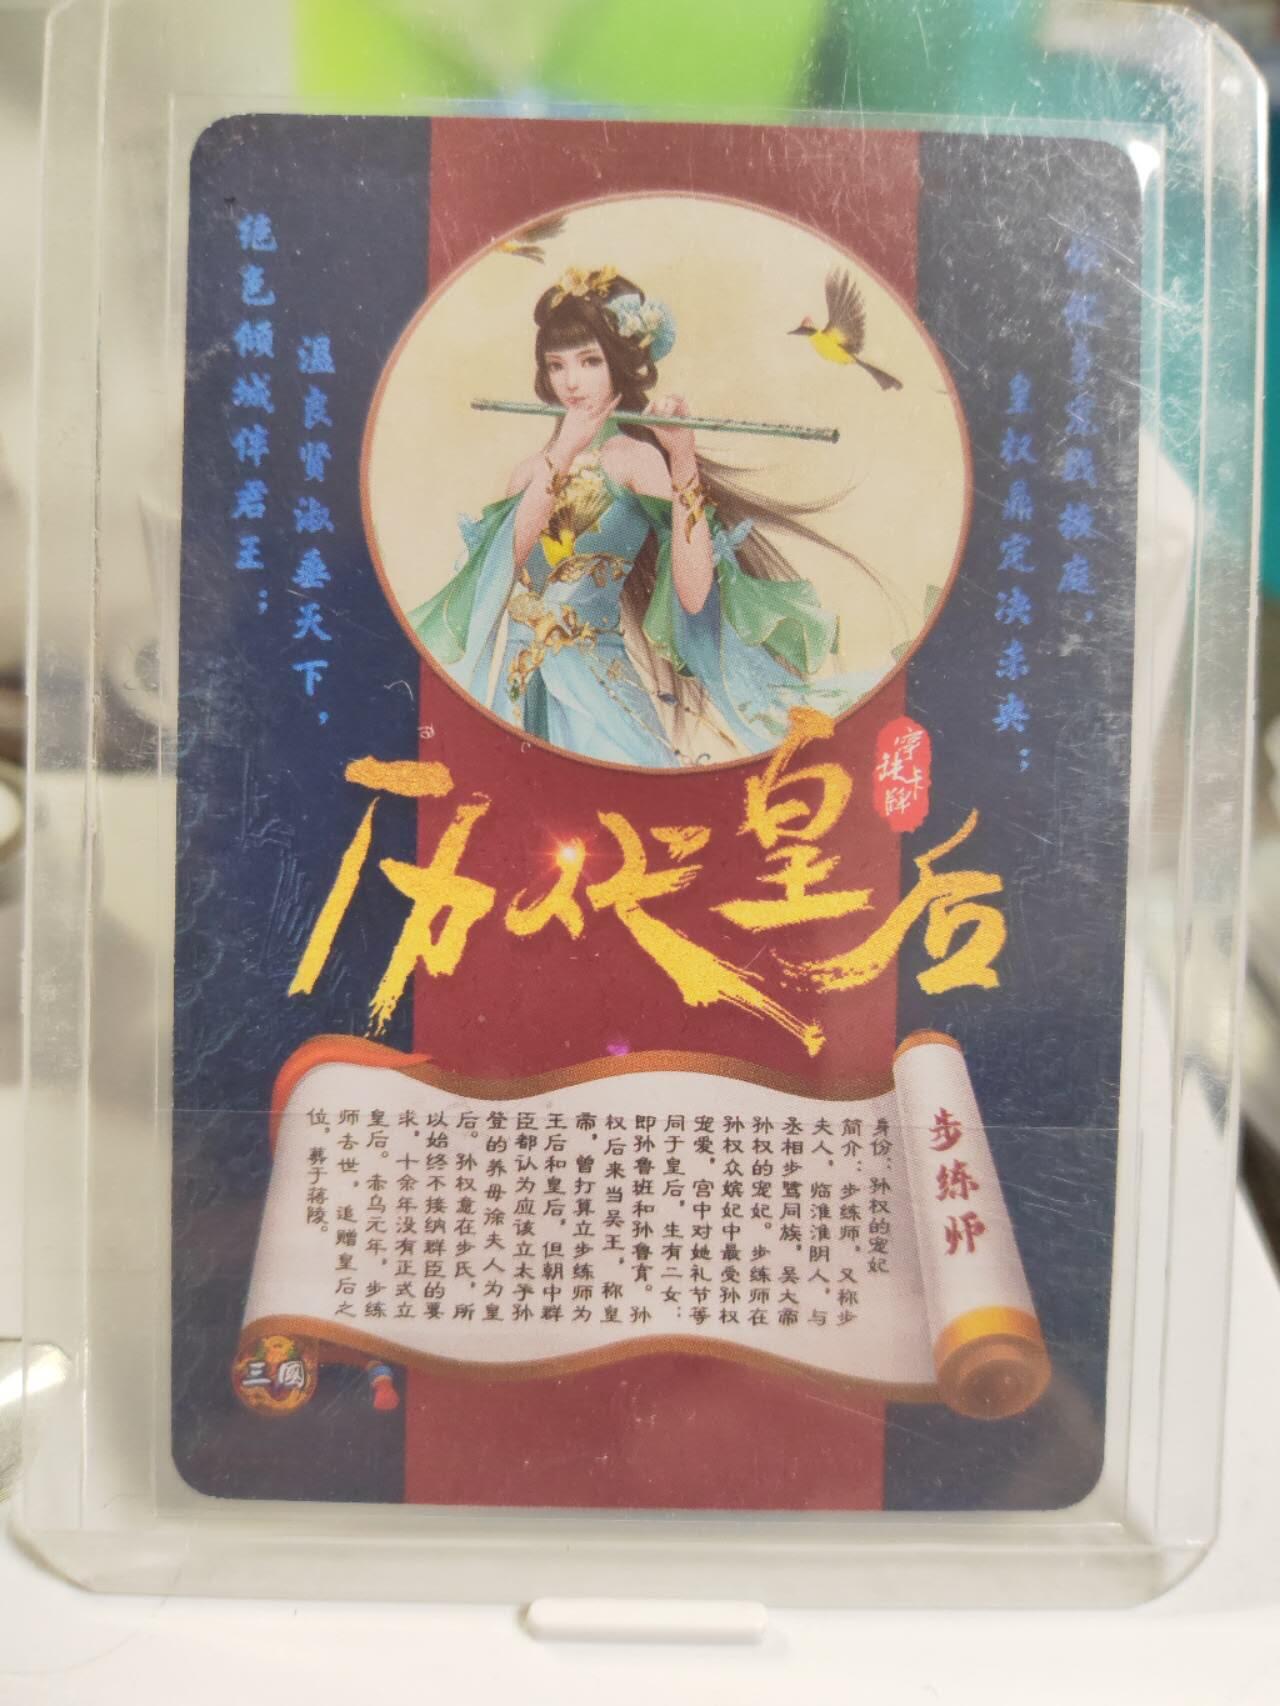 掖庭，
皇权鼎定决未央；
温良贤淑垂天下，
绝色倾城伴君王；
卡牌
历代皇后
步练师
身份：孙权的宠妃
简介：步练师，又称步
夫人，临淮淮阴人，与
丞相步骘同族，吴大帝
孙权的宠妃。步练师在
孙权众嫔妃中最受孙权
宠爱，宫中对她礼节等
同于皇后，生有二女：
即孙鲁班和孙鲁育。孙
权后来当吴王，称皇
帝，曾打算立步练师为
王后和皇后，但朝中群
臣都认为应该立太子孙
登的养母徐夫人为皇
后。孙权意在步氏，所
以始终不接纳群臣的要
求，十余年没有正式立
皇后。赤乌元年，步练
师去世，追赠皇后之
位，葬于蒋陵。
三國